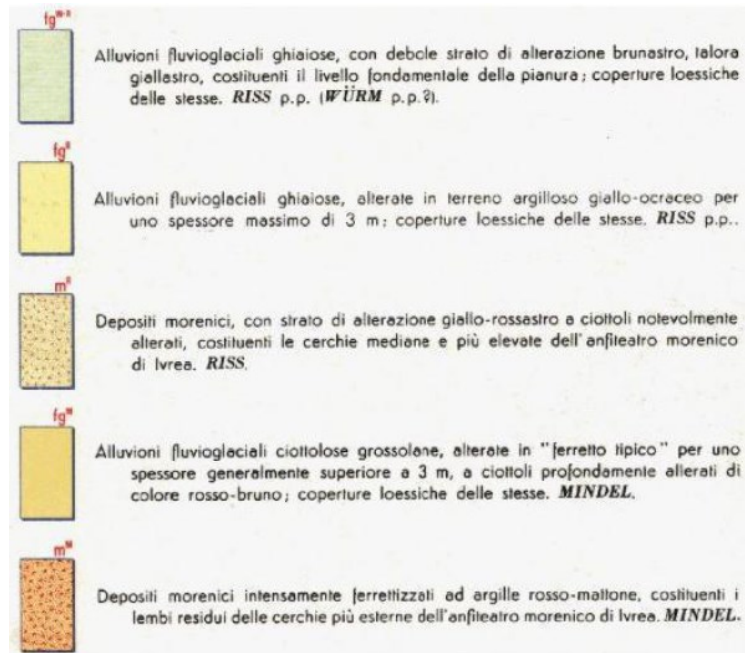 fgW-R
Alluvioni fluvioglaciali ghiaiose, con debole strato di alterazione brunastro, talora
giallastro, costituenti il livello fondamentale della pianura; coperture loessiche
delle stesse. RISS p.p. (WÜRM p.p.?).
fgR
Alluvioni fluvioglaciali ghiaiose, alterate in terreno argilloso giallo-ocraceo per
uno spessore massimo di 3 m; coperture loessiche delle stesse. RISS p.p..
mR
Depositi morenici, con strato di alterazione giallo-rossastro a ciottoli notevolmente
alterati, costituenti le cerchie mediane e più elevate dell'anfiteatro morenico
di Ivrea. RISS.
fgM
Alluvioni fluvioglaciali ciottolose grossolane, alterate in "ferretto tipico" per uno
spessore generalmente superiore a 3 m, a ciottoli profondamente alterati di
colore rosso-bruno; coperture loessiche delle stesse. MINDEL.
mM
Depositi morenici intensamente ferrettizzati ad argille rosso-mattone, costituenti i
lembi residui delle cerchie più esterne dell'anfiteatro morenico di Ivrea. MINDEL.